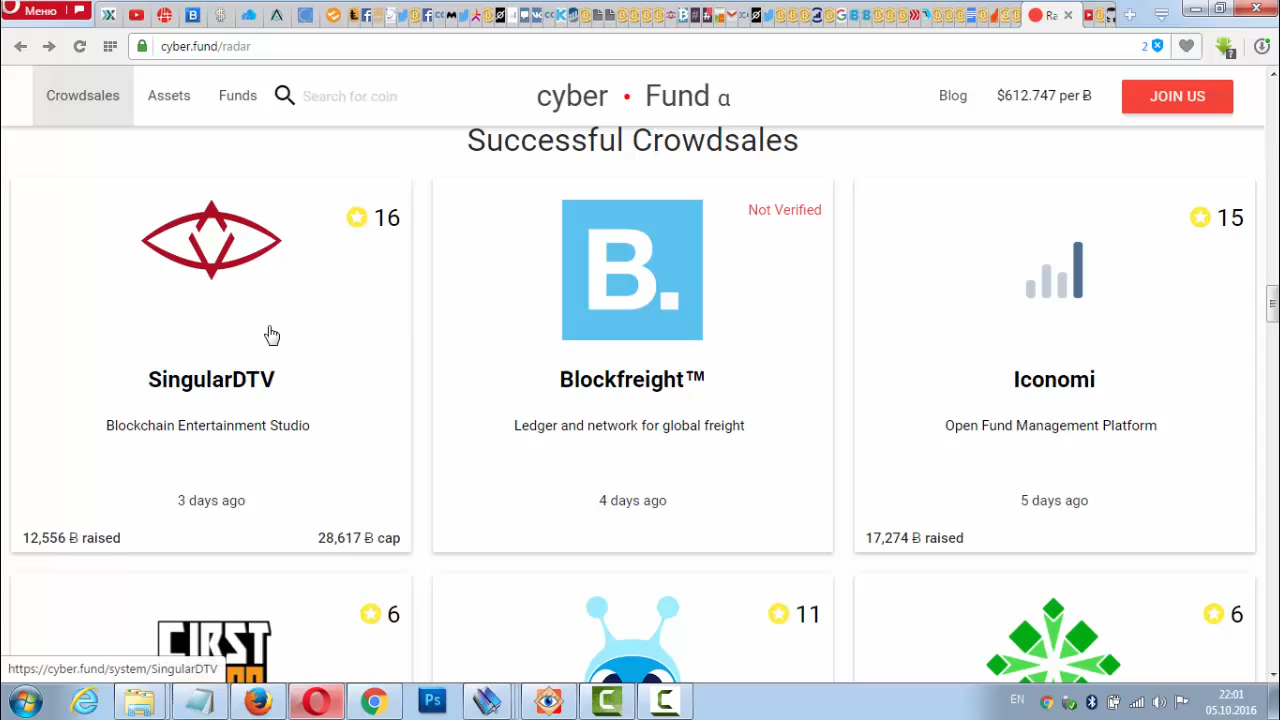 Меню
cyber.fund/radar
2
Ra
Crowdsales
Assets
Funds
Search for coin
cyber • Fund α
Blog
$612.747 per Ƀ
JOIN US
Successful Crowdsales
16
SingularDTV
Blockchain Entertainment Studio
3 days ago
12,556 Ƀ raised
28,617 Ƀ cap
Not Verified
B.
Blockfreight™
Ledger and network for global freight
4 days ago
15
Iconomi
Open Fund Management Platform
5 days ago
17,274 Ƀ raised
6
11
6
https://cyber.fund/system/SingularDTV
Ps
EN
22:01
05.10.2016